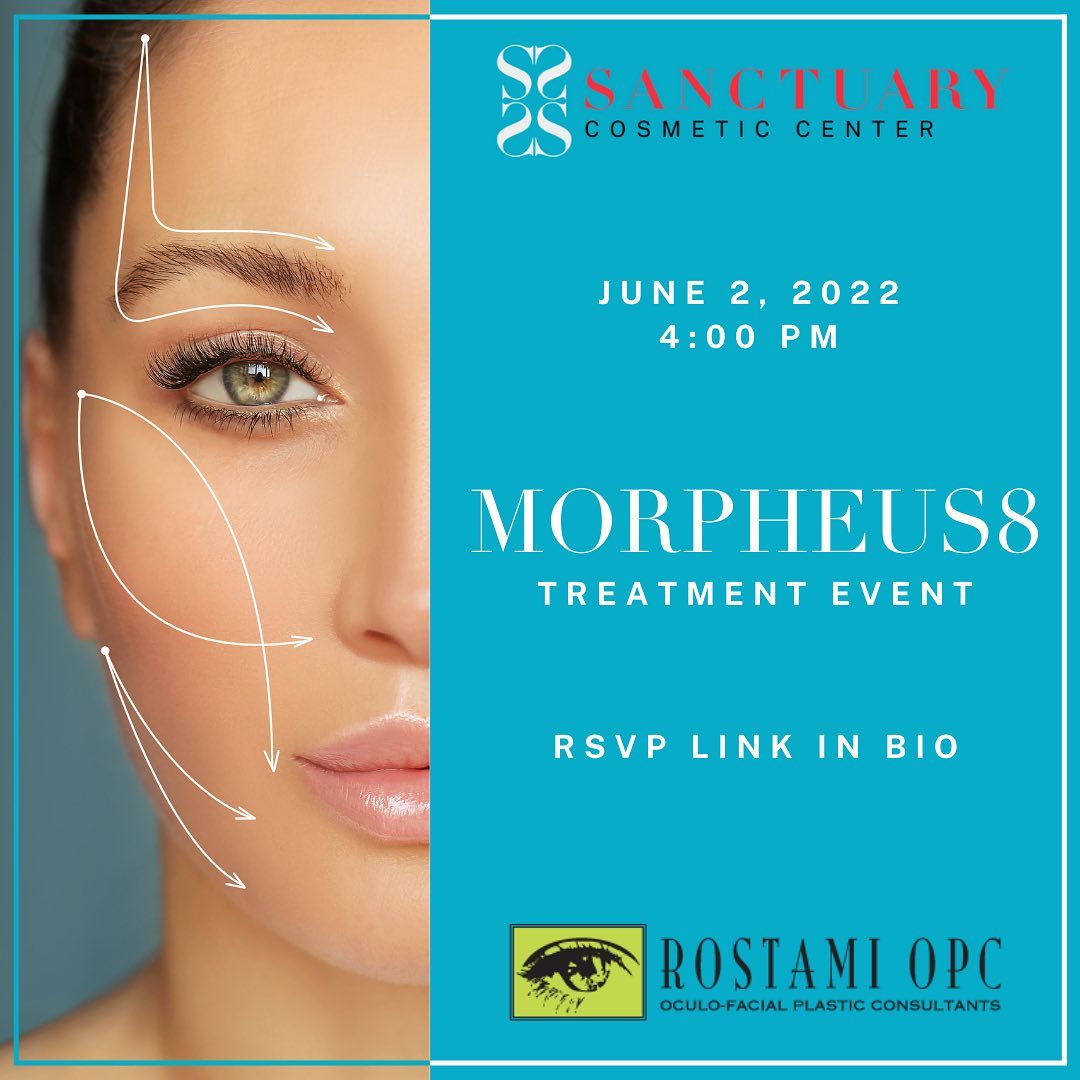 SANCTUARY
COSMETIC CENTER
JUNE 2, 2022
4:00 PM
MORPHEUS8
TREATMENT EVENT
RSVP LINK IN BIO
ROSTAMI OPC
OCULO-FACIAL PLASTIC CONSULTANTS